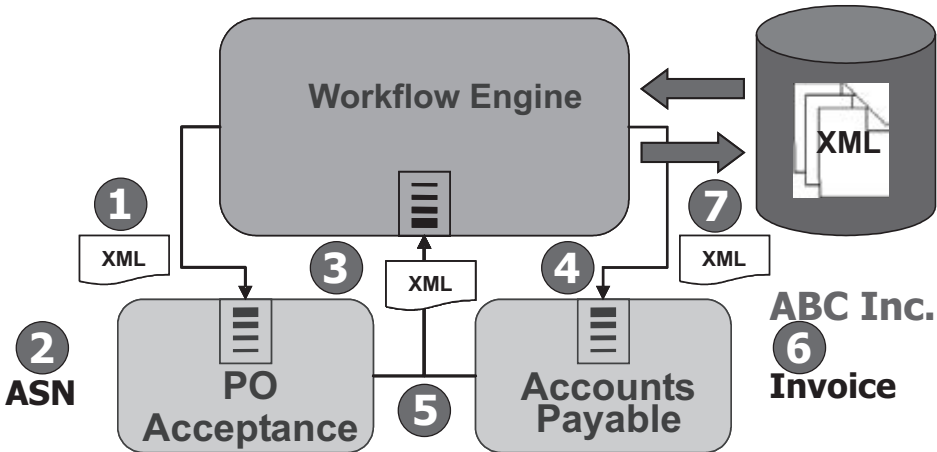 Workflow Engine
XML
1
XML
3
XML
4
7
XML
ABC Inc.
2
ASN
PO
Acceptance
5
Accounts
Payable
6
Invoice